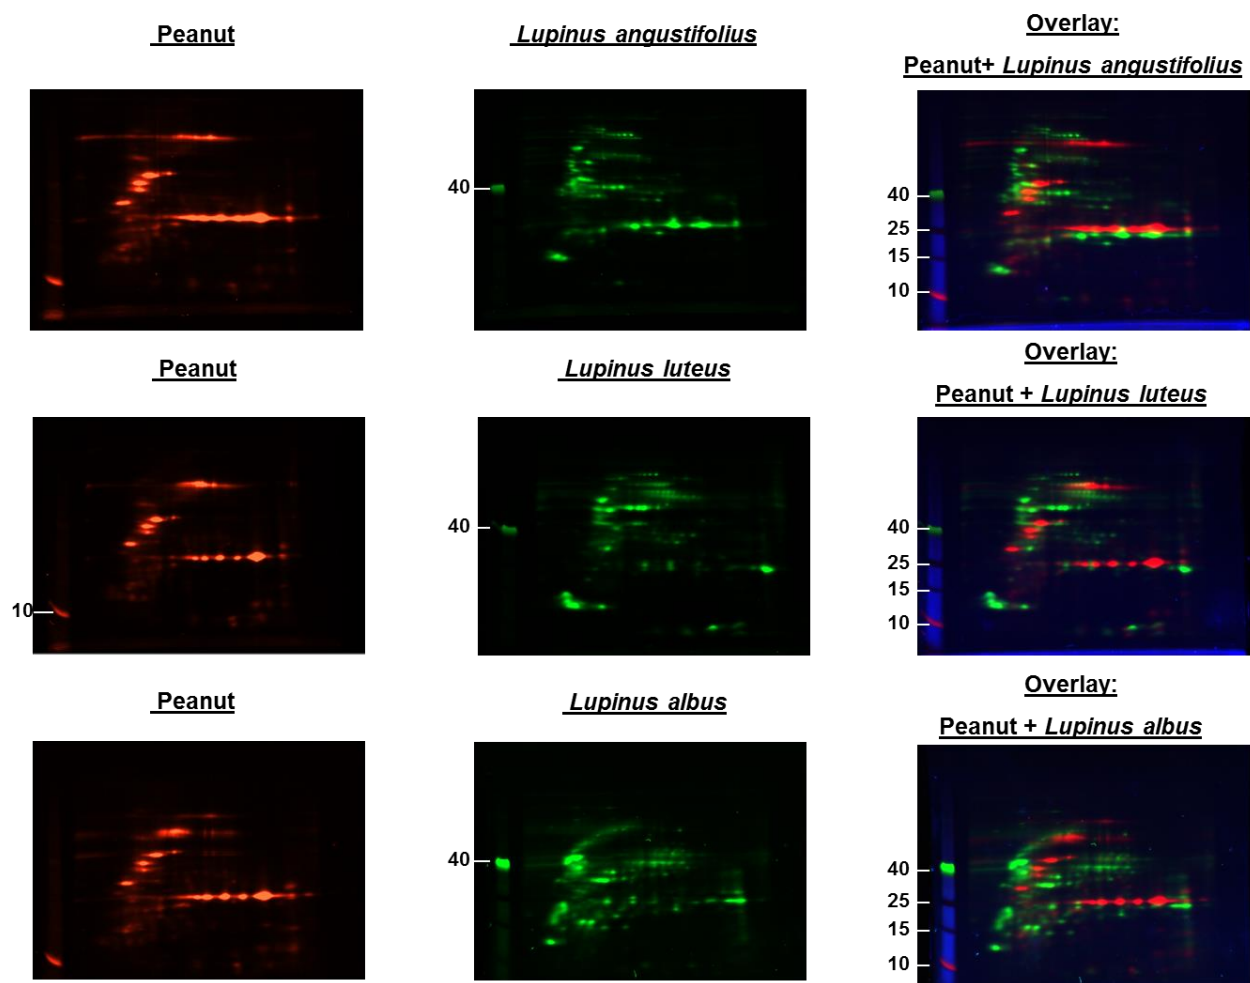 Peanut
Lupinus angustifolius
Overlay:
Peanut+ Lupinus angustifolius
40
40
25
15
10
Peanut
Lupinus luteus
Overlay:
Peanut + Lupinus luteus
10
40
40
25
15
10
Peanut
Lupinus albus
Overlay:
Peanut + Lupinus albus
40
40
25
15
10